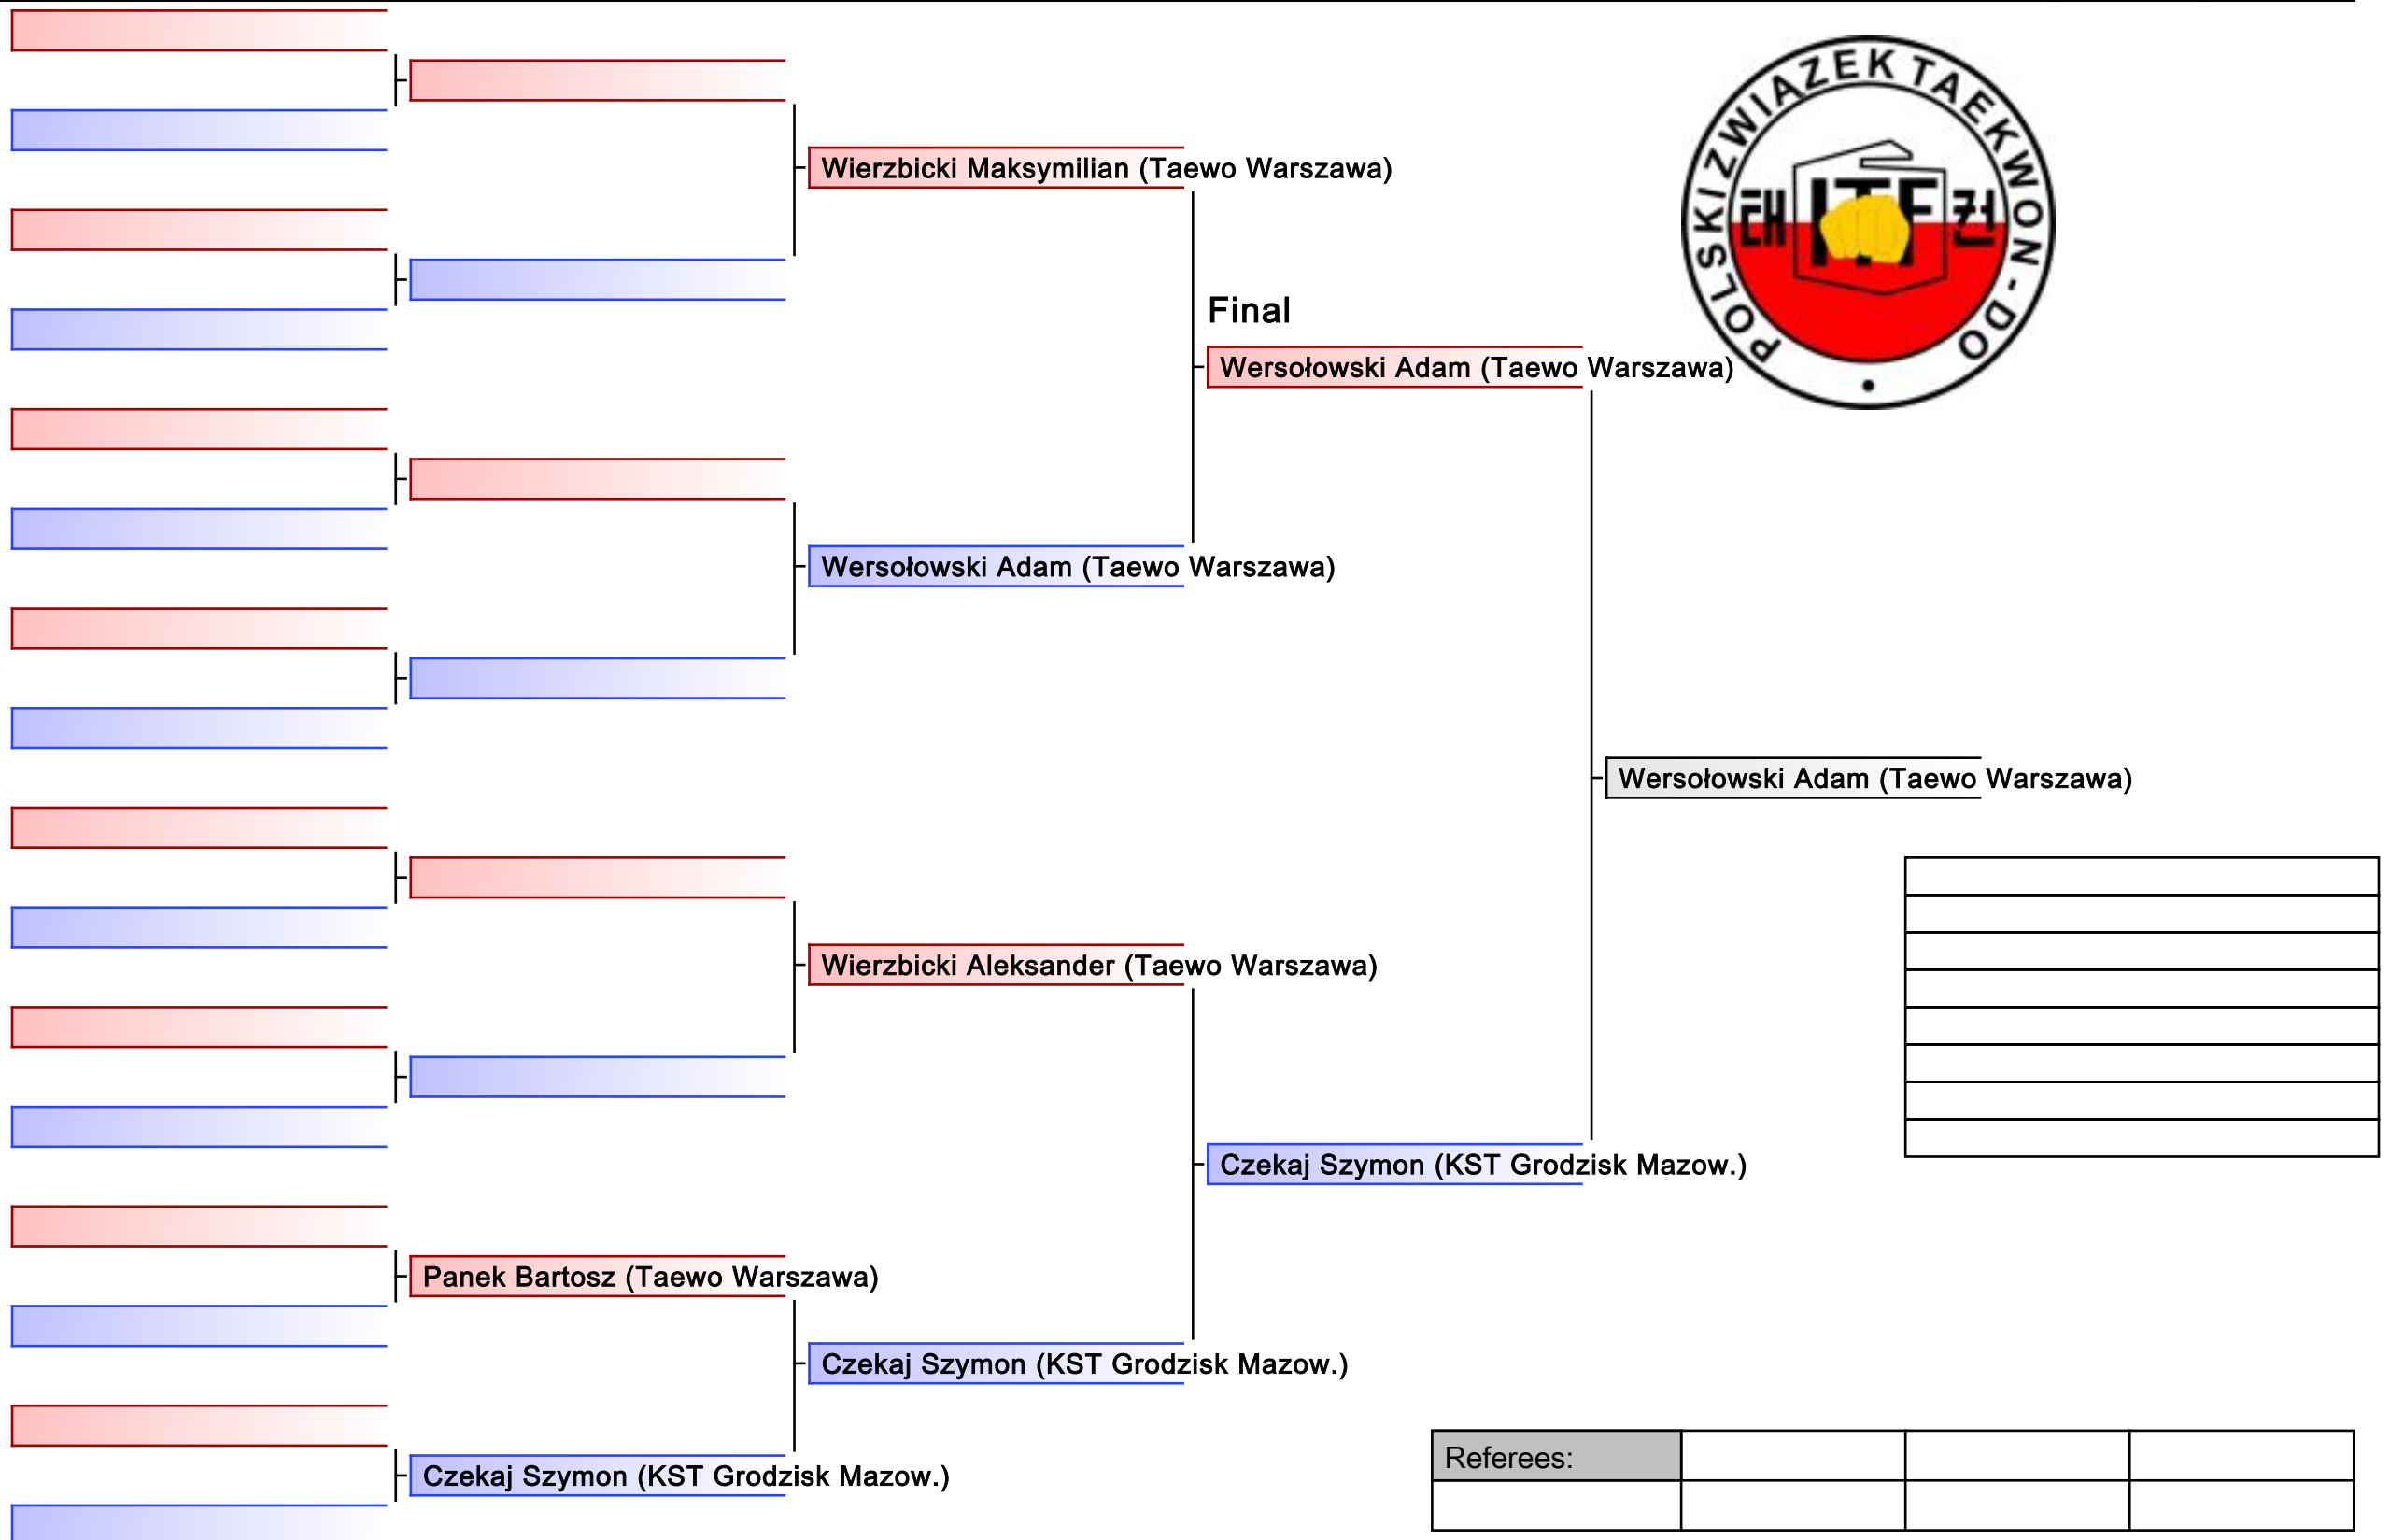 POLSKI ZWIAZEK TAEKWON-DO
태 ITF 권
Wierzbicki Maksymilian (Taewo Warszawa)
Final
Wersołowski Adam (Taewo Warszawa)
Wersołowski Adam (Taewo Warszawa)
Wersołowski Adam (Taewo Warszawa)
Wierzbicki Aleksander (Taewo Warszawa)
Czekaj Szymon (KST Grodzisk Mazow.)
Panek Bartosz (Taewo Warszawa)
Czekaj Szymon (KST Grodzisk Mazow.)
Czekaj Szymon (KST Grodzisk Mazow.)
Referees: